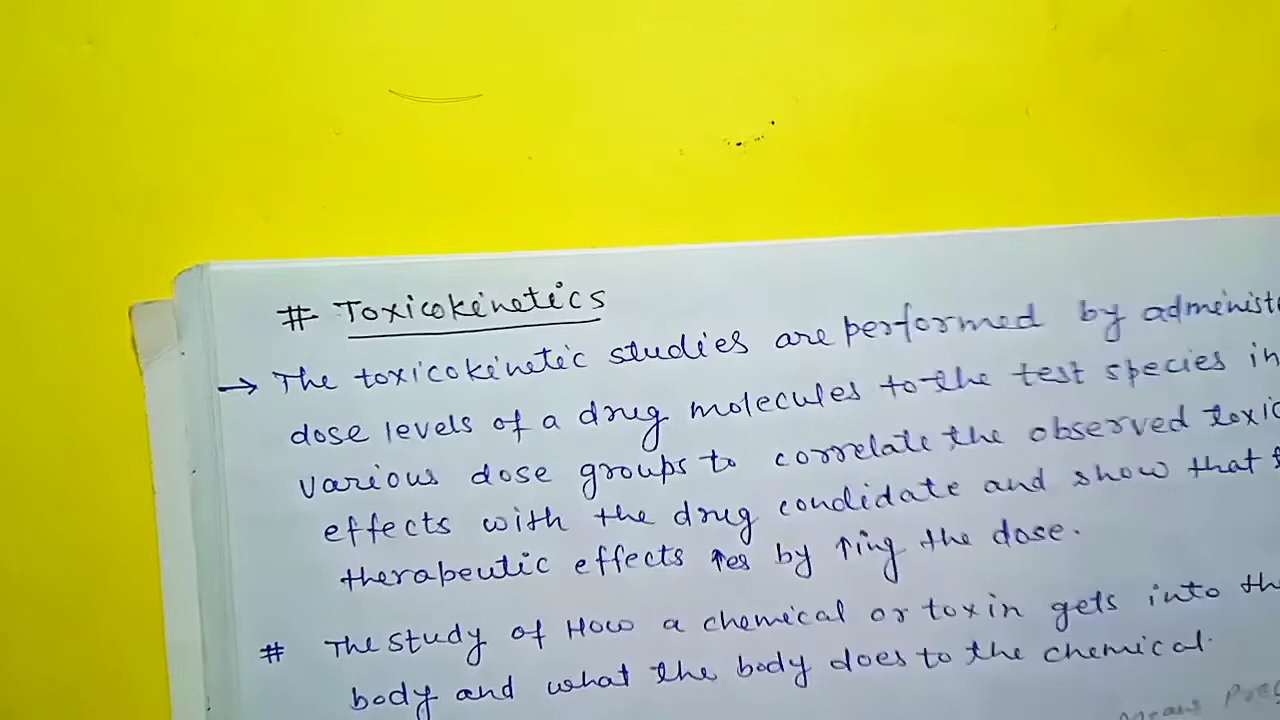 # Toxicokinetics
→ The toxicokinetic studies are performed by administ
dose levels of a drug molecules to the test species in
various dose groups to correlate the observed toxic
effects with the drug condidate and show that
therapeutic effects ↑es by ↑ing the dose.
# The study of How a chemical or toxin gets into the
body and what the body does to the chemical.
Means